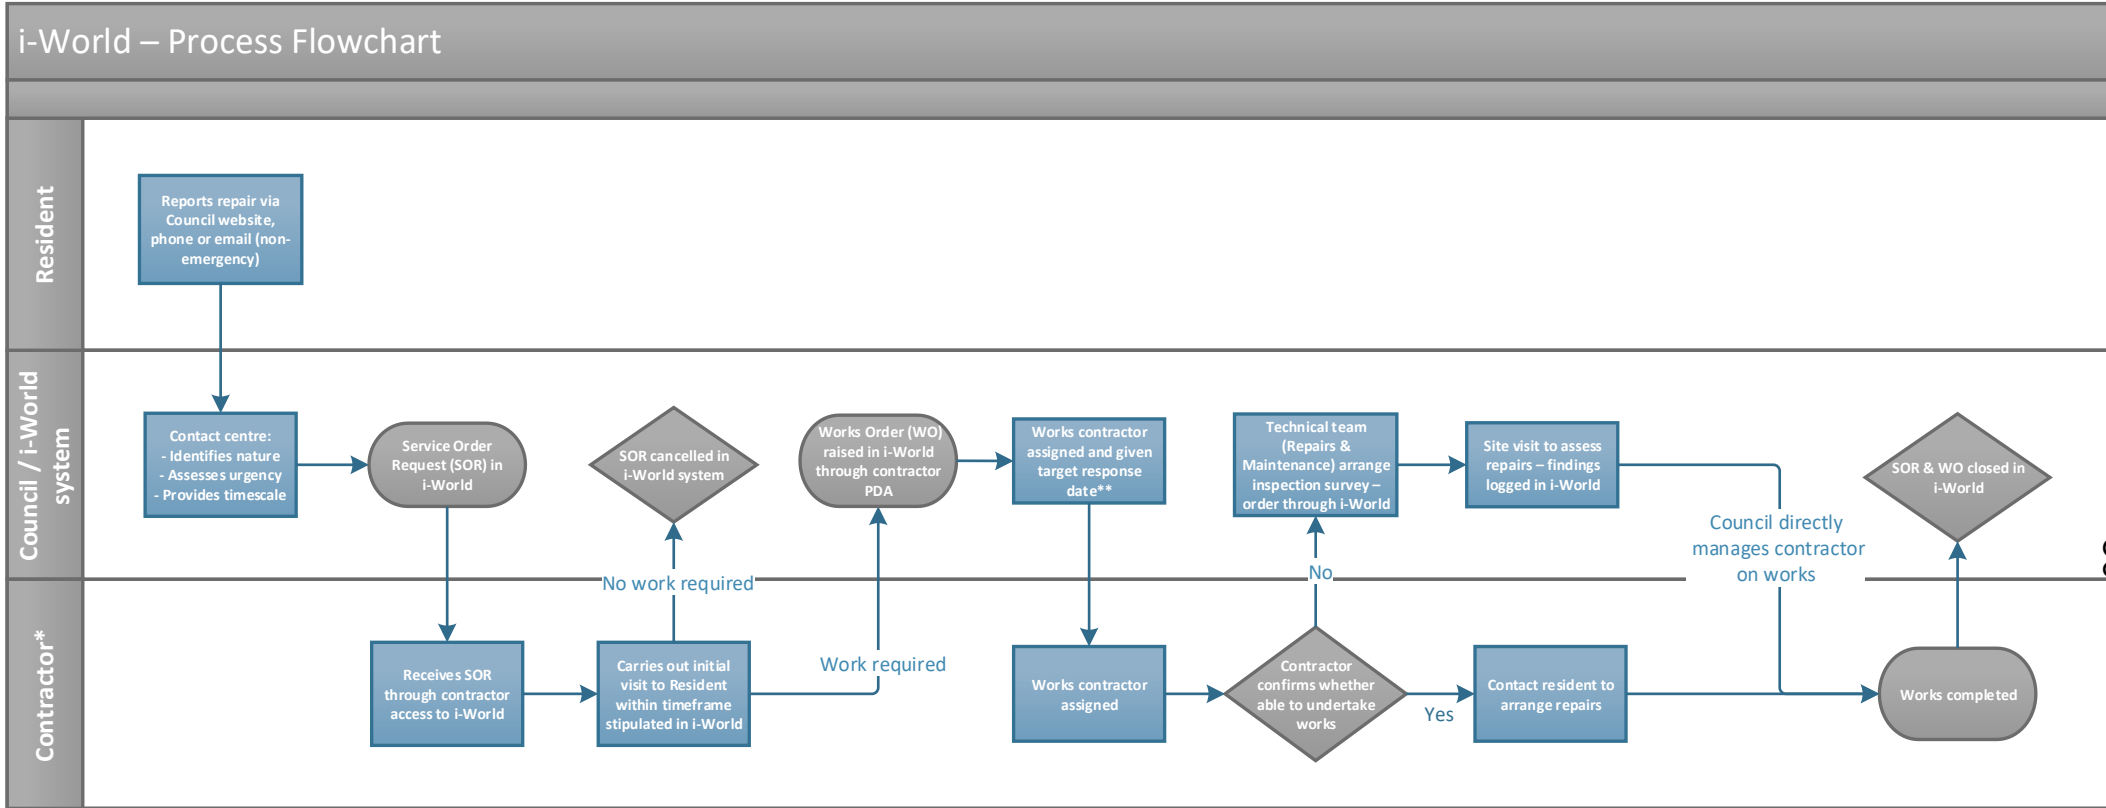 i-World – Process Flowchart
Resident
Reports repair via
Council website,
phone or email (non-
emergency)
Council / i-World
system
Contact centre:
- Identifies nature
- Assesses urgency
- Provides timescale
Service Order
Request (SOR) in
i-World
SOR cancelled in
i-World system
Works Order (WO)
raised in i-World
through contractor
PDA
Works contractor
assigned and given
target response
date**
Technical team
(Repairs &
Maintenance) arrange
inspection survey –
order through i-World
Site visit to assess
repairs – findings
logged in i-World
SOR & WO closed in
i-World
Council directly
manages contractor
on works
No work required
No
Contractor*
Receives SOR
through contractor
access to i-World
Carries out initial
visit to Resident
within timeframe
stipulated in i-World
Work required
Works contractor
assigned
Contractor
confirms whether
able to undertake
works
Yes
Contact resident to
arrange repairs
Works completed